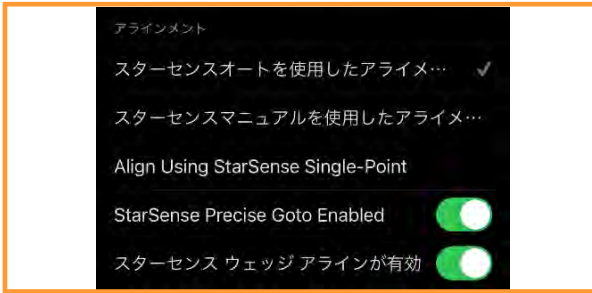 アラインメント
スターセンスオートを使用したアライメ…
スターセンスマニュアルを使用したアライメ…
Align Using StarSense Single-Point
StarSense Precise Goto Enabled
スターセンス ウェッジ アラインが有効